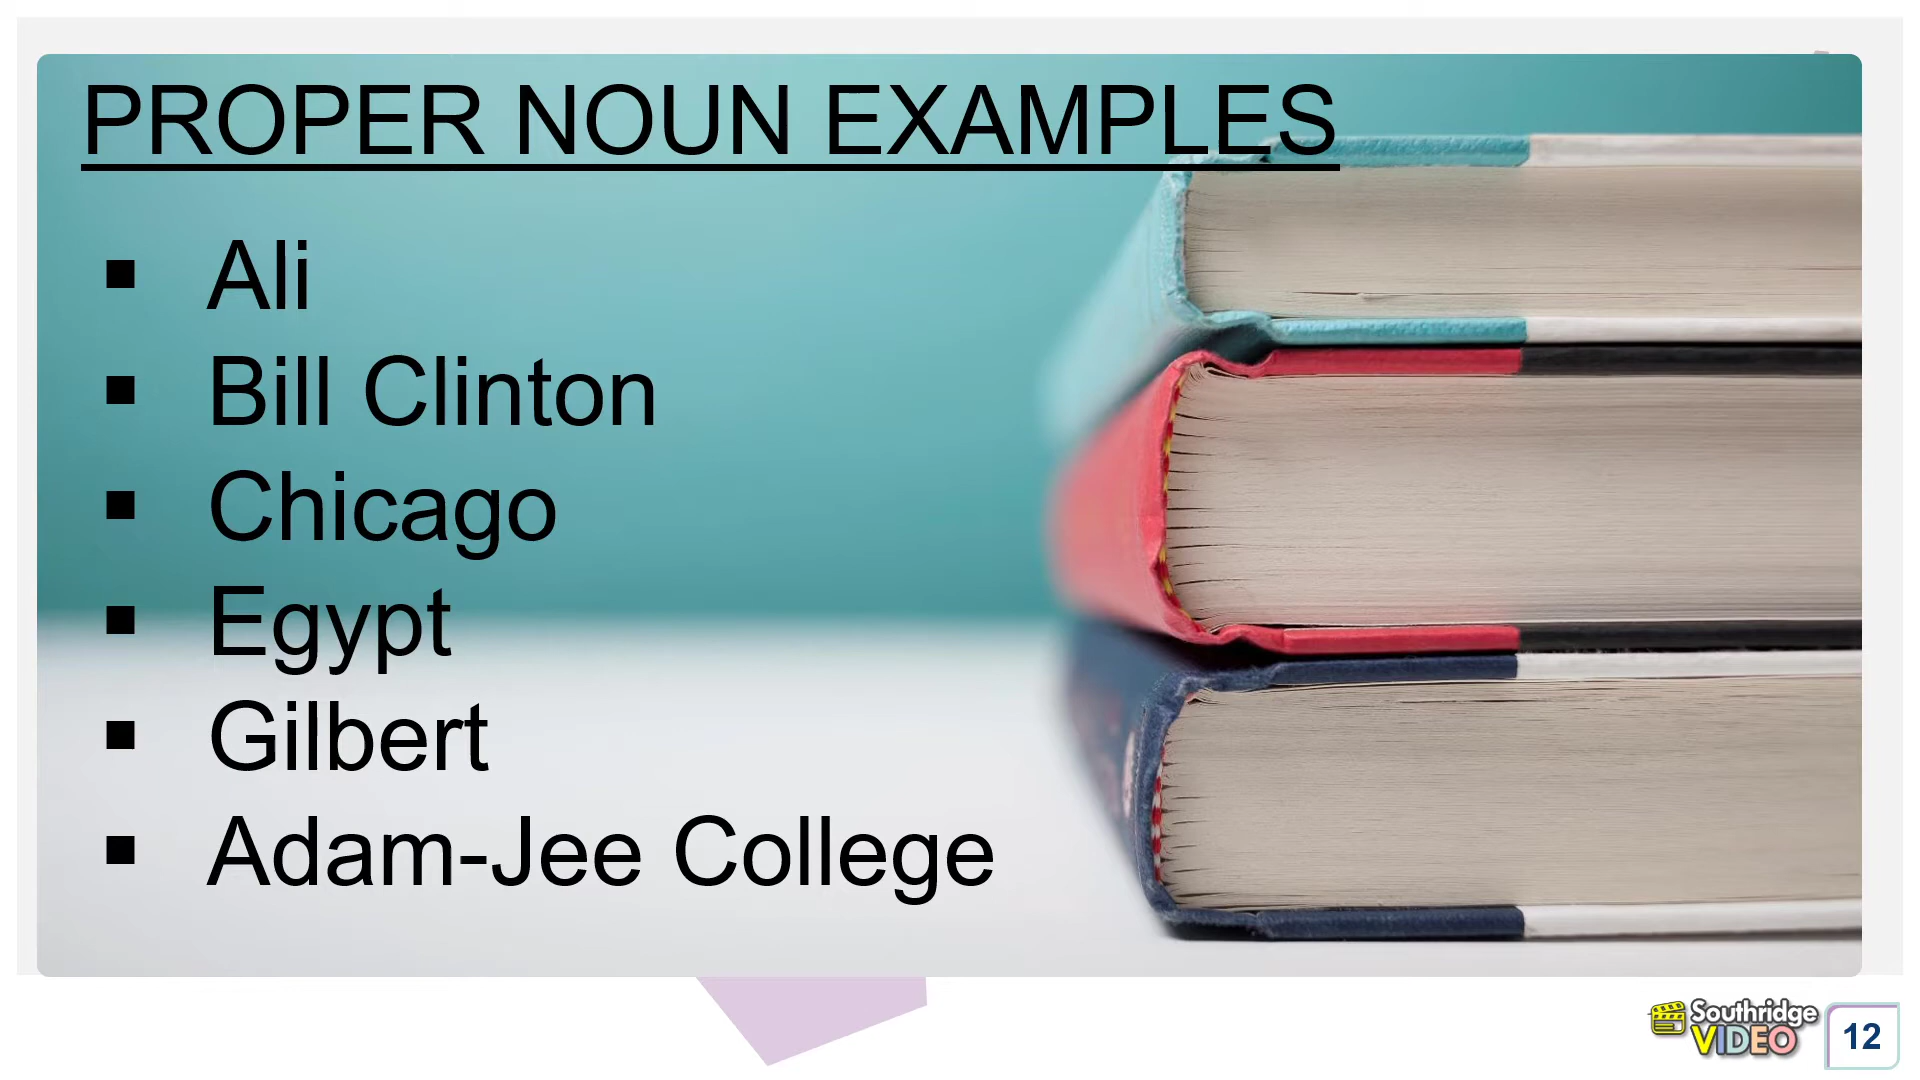 PROPER NOUN EXAMPLES
▪ Ali
▪ Bill Clinton
▪ Chicago
▪ Egypt
▪ Gilbert
▪ Adam-Jee College
Southridge
VIDEO
12